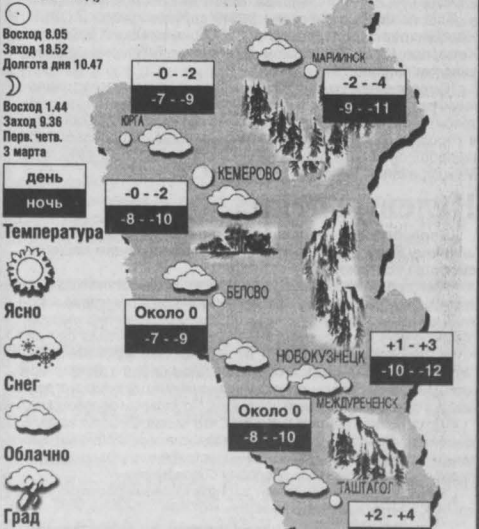 Восход 8.05
Заход 18.52
Долгота дня 10.47
Восход 1.44
Заход 9.36
Перв. четв.
3 марта
день
ночь
Температура
Ясно
Снег
Облачно
Град
МАРИИНСК
-2 - -4
-9 - -11
-0 - -2
-7 - -9
ЮРГА
КЕМЕРОВО
-0 - -2
-8 - -10
БЕЛСВО
Около 0
-7 - -9
НОБОКУЗНЕЦК
+1 - +3
-10 - -12
МЕЖДУРЕЧЕНСК
Около 0
-8 - -10
ТАШТАГОЛ
+2 - +4